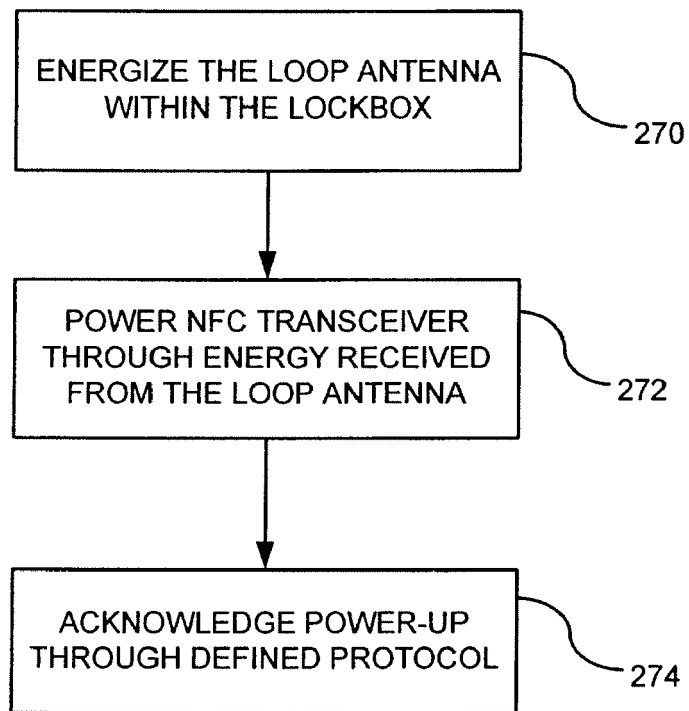 ENERGIZE THE LOOP ANTENNA
WITHIN THE LOCKBOX
270
POWER NFC TRANSCEIVER
THROUGH ENERGY RECEIVED
FROM THE LOOP ANTENNA
272
ACKNOWLEDGE POWER-UP
THROUGH DEFINED PROTOCOL
274